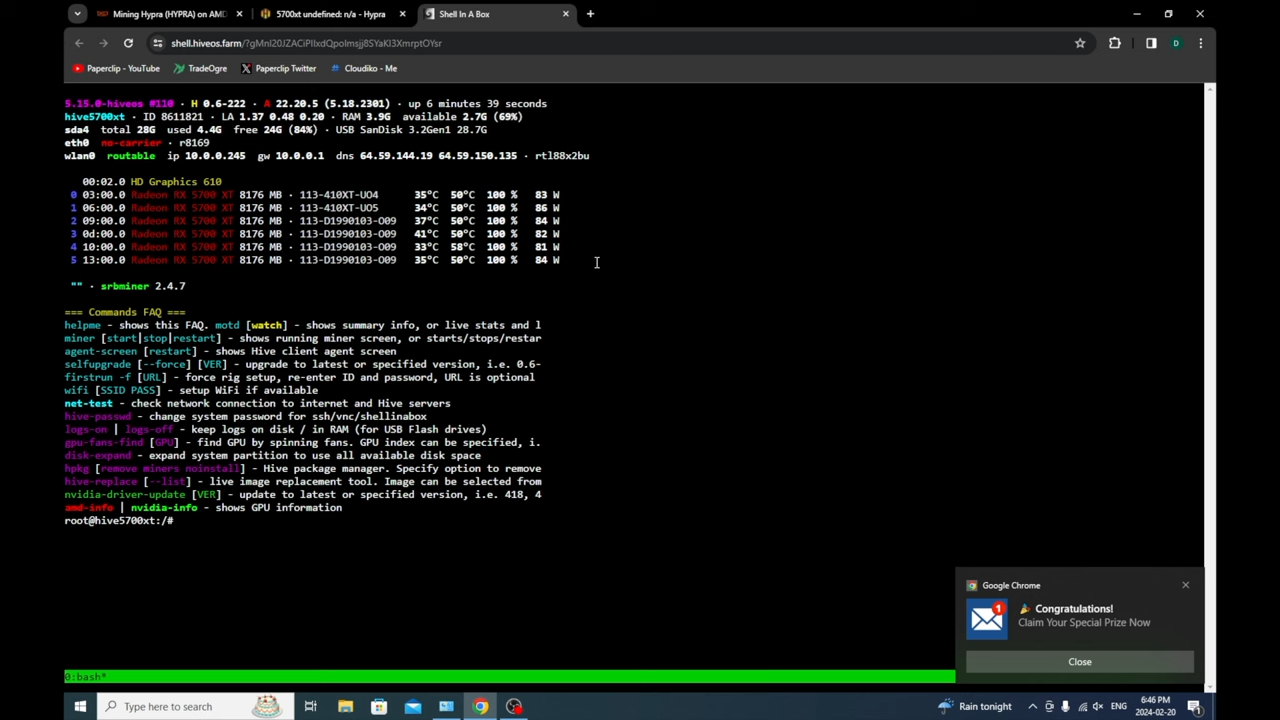 Mining Hypra (HYPRA) on AMD
5700xt undefined: n/a - Hypra
Shell In A Box
shell.hiveos.farm/?gMnl20JZACiPIlxdQpolmsjj8SYaKl3XmrptOYsr
Paperclip - YouTube
TradeOgre
Paperclip Twitter
Cloudiko - Me
5.15.0-hiveos #110 · H 0.6-222 · A 22.20.5 (5.18.2301) · up 6 minutes 39 seconds
hive5700xt · ID 8611821 · LA 1.37 0.48 0.20 · RAM 3.9G available 2.7G (69%)
sda4 total 28G used 4.4G free 24G (84%) · USB SanDisk 3.2Gen1 28.7G
eth0 no-carrier · r8169
wlan0 routable ip 10.0.0.245 gw 10.0.0.1 dns 64.59.144.19 64.59.150.135 · rtl88x2bu
00:02.0 HD Graphics 610
0 03:00.0 Radeon RX 5700 XT 8176 MB · 113-410XT-UO4 35°C 50°C 100 % 83 W
1 06:00.0 Radeon RX 5700 XT 8176 MB · 113-410XT-UO5 34°C 50°C 100 % 86 W
2 09:00.0 Radeon RX 5700 XT 8176 MB · 113-D1990103-O09 37°C 50°C 100 % 84 W
3 0d:00.0 Radeon RX 5700 XT 8176 MB · 113-D1990103-O09 41°C 50°C 100 % 82 W
4 10:00.0 Radeon RX 5700 XT 8176 MB · 113-D1990103-O09 33°C 58°C 100 % 81 W
5 13:00.0 Radeon RX 5700 XT 8176 MB · 113-D1990103-O09 35°C 50°C 100 % 84 W
"" · srbminer 2.4.7
=== Commands FAQ ===
helpme - shows this FAQ. motd [watch] - shows summary info, or live stats and l
miner [start|stop|restart] - shows running miner screen, or starts/stops/restar
agent-screen [restart] - shows Hive client agent screen
selfupgrade [--force] [VER] - upgrade to latest or specified version, i.e. 0.6-
firstrun -f [URL] - force rig setup, re-enter ID and password, URL is optional
wifi [SSID PASS] - setup WiFi if available
net-test - check network connection to internet and Hive servers
hive-passwd - change system password for ssh/vnc/shellinabox
logs-on | logs-off - keep logs on disk / in RAM (for USB Flash drives)
gpu-fans-find [GPU] - find GPU by spinning fans. GPU index can be specified, i.
disk-expand - expand system partition to use all available disk space
hpkg [remove miners noinstall] - Hive package manager. Specify option to remove
hive-replace [--list] - live image replacement tool. Image can be selected from
nvidia-driver-update [VER] - update to latest or specified version, i.e. 418, 4
amd-info | nvidia-info - shows GPU information
root@hive5700xt:/#
Google Chrome
1
🎉 Congratulations!
Claim Your Special Prize Now
Close
0:bash*
Type here to search
Rain tonight
ENG
6:46 PM
2024-02-20
1